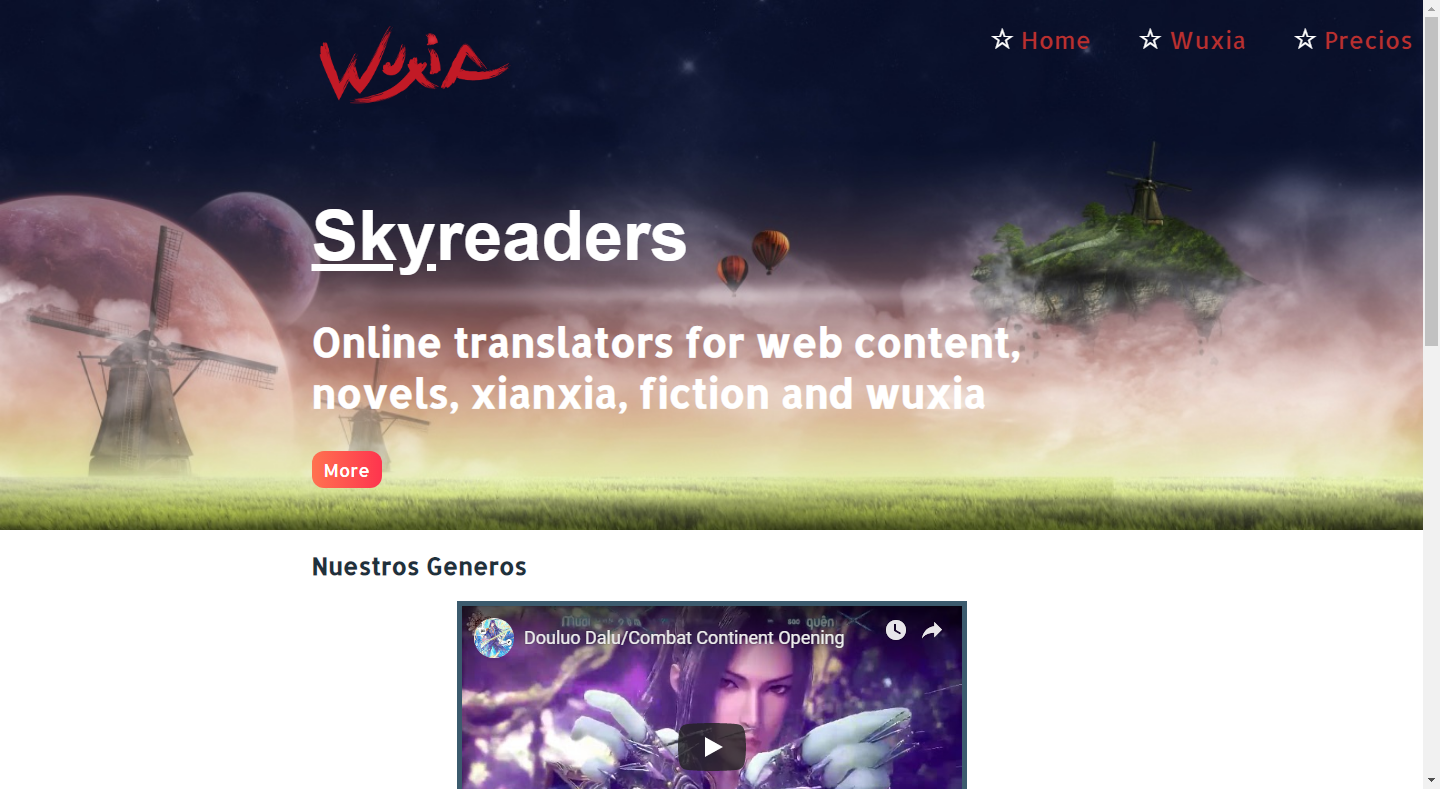 Wuxia
☆ Home ☆ Wuxia ☆ Precios
Skyreaders
Online translators for web content,
novels, xianxia, fiction and wuxia
More
Nuestros Generos
quên
Douluo Dalu/Combat Continent Opening